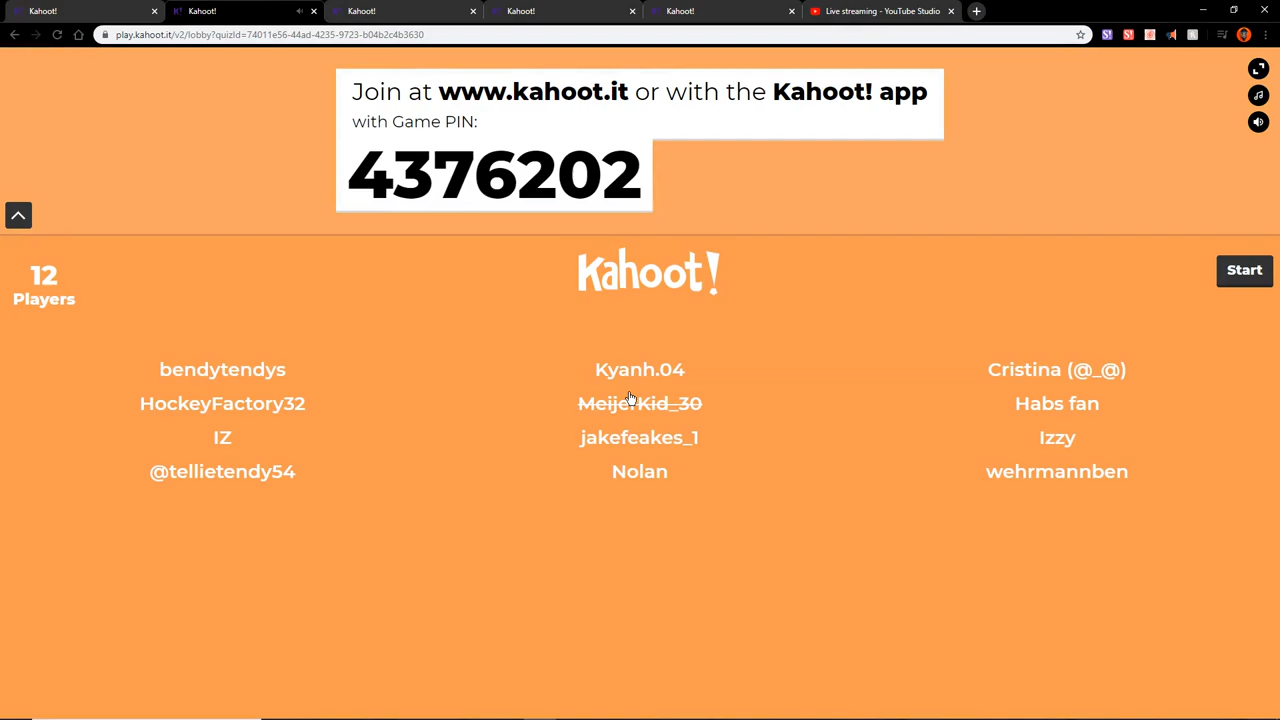 Kahoot!
Kahoot!
Kahoot!
Kahoot!
Kahoot!
Live streaming - YouTube Studio
play.kahoot.it/v2/lobby?quizId=74011e56-44ad-4235-9723-b04b2c4b3630
Join at www.kahoot.it or with the Kahoot! app
with Game PIN:
4376202
12
Players
Kahoot!
Start
bendytendys
Kyanh.04
Cristina (@_@)
HockeyFactory32
MeijerKid_30
Habs fan
IZ
jakefeakes_1
Izzy
@tellietendy54
Nolan
wehrmannben